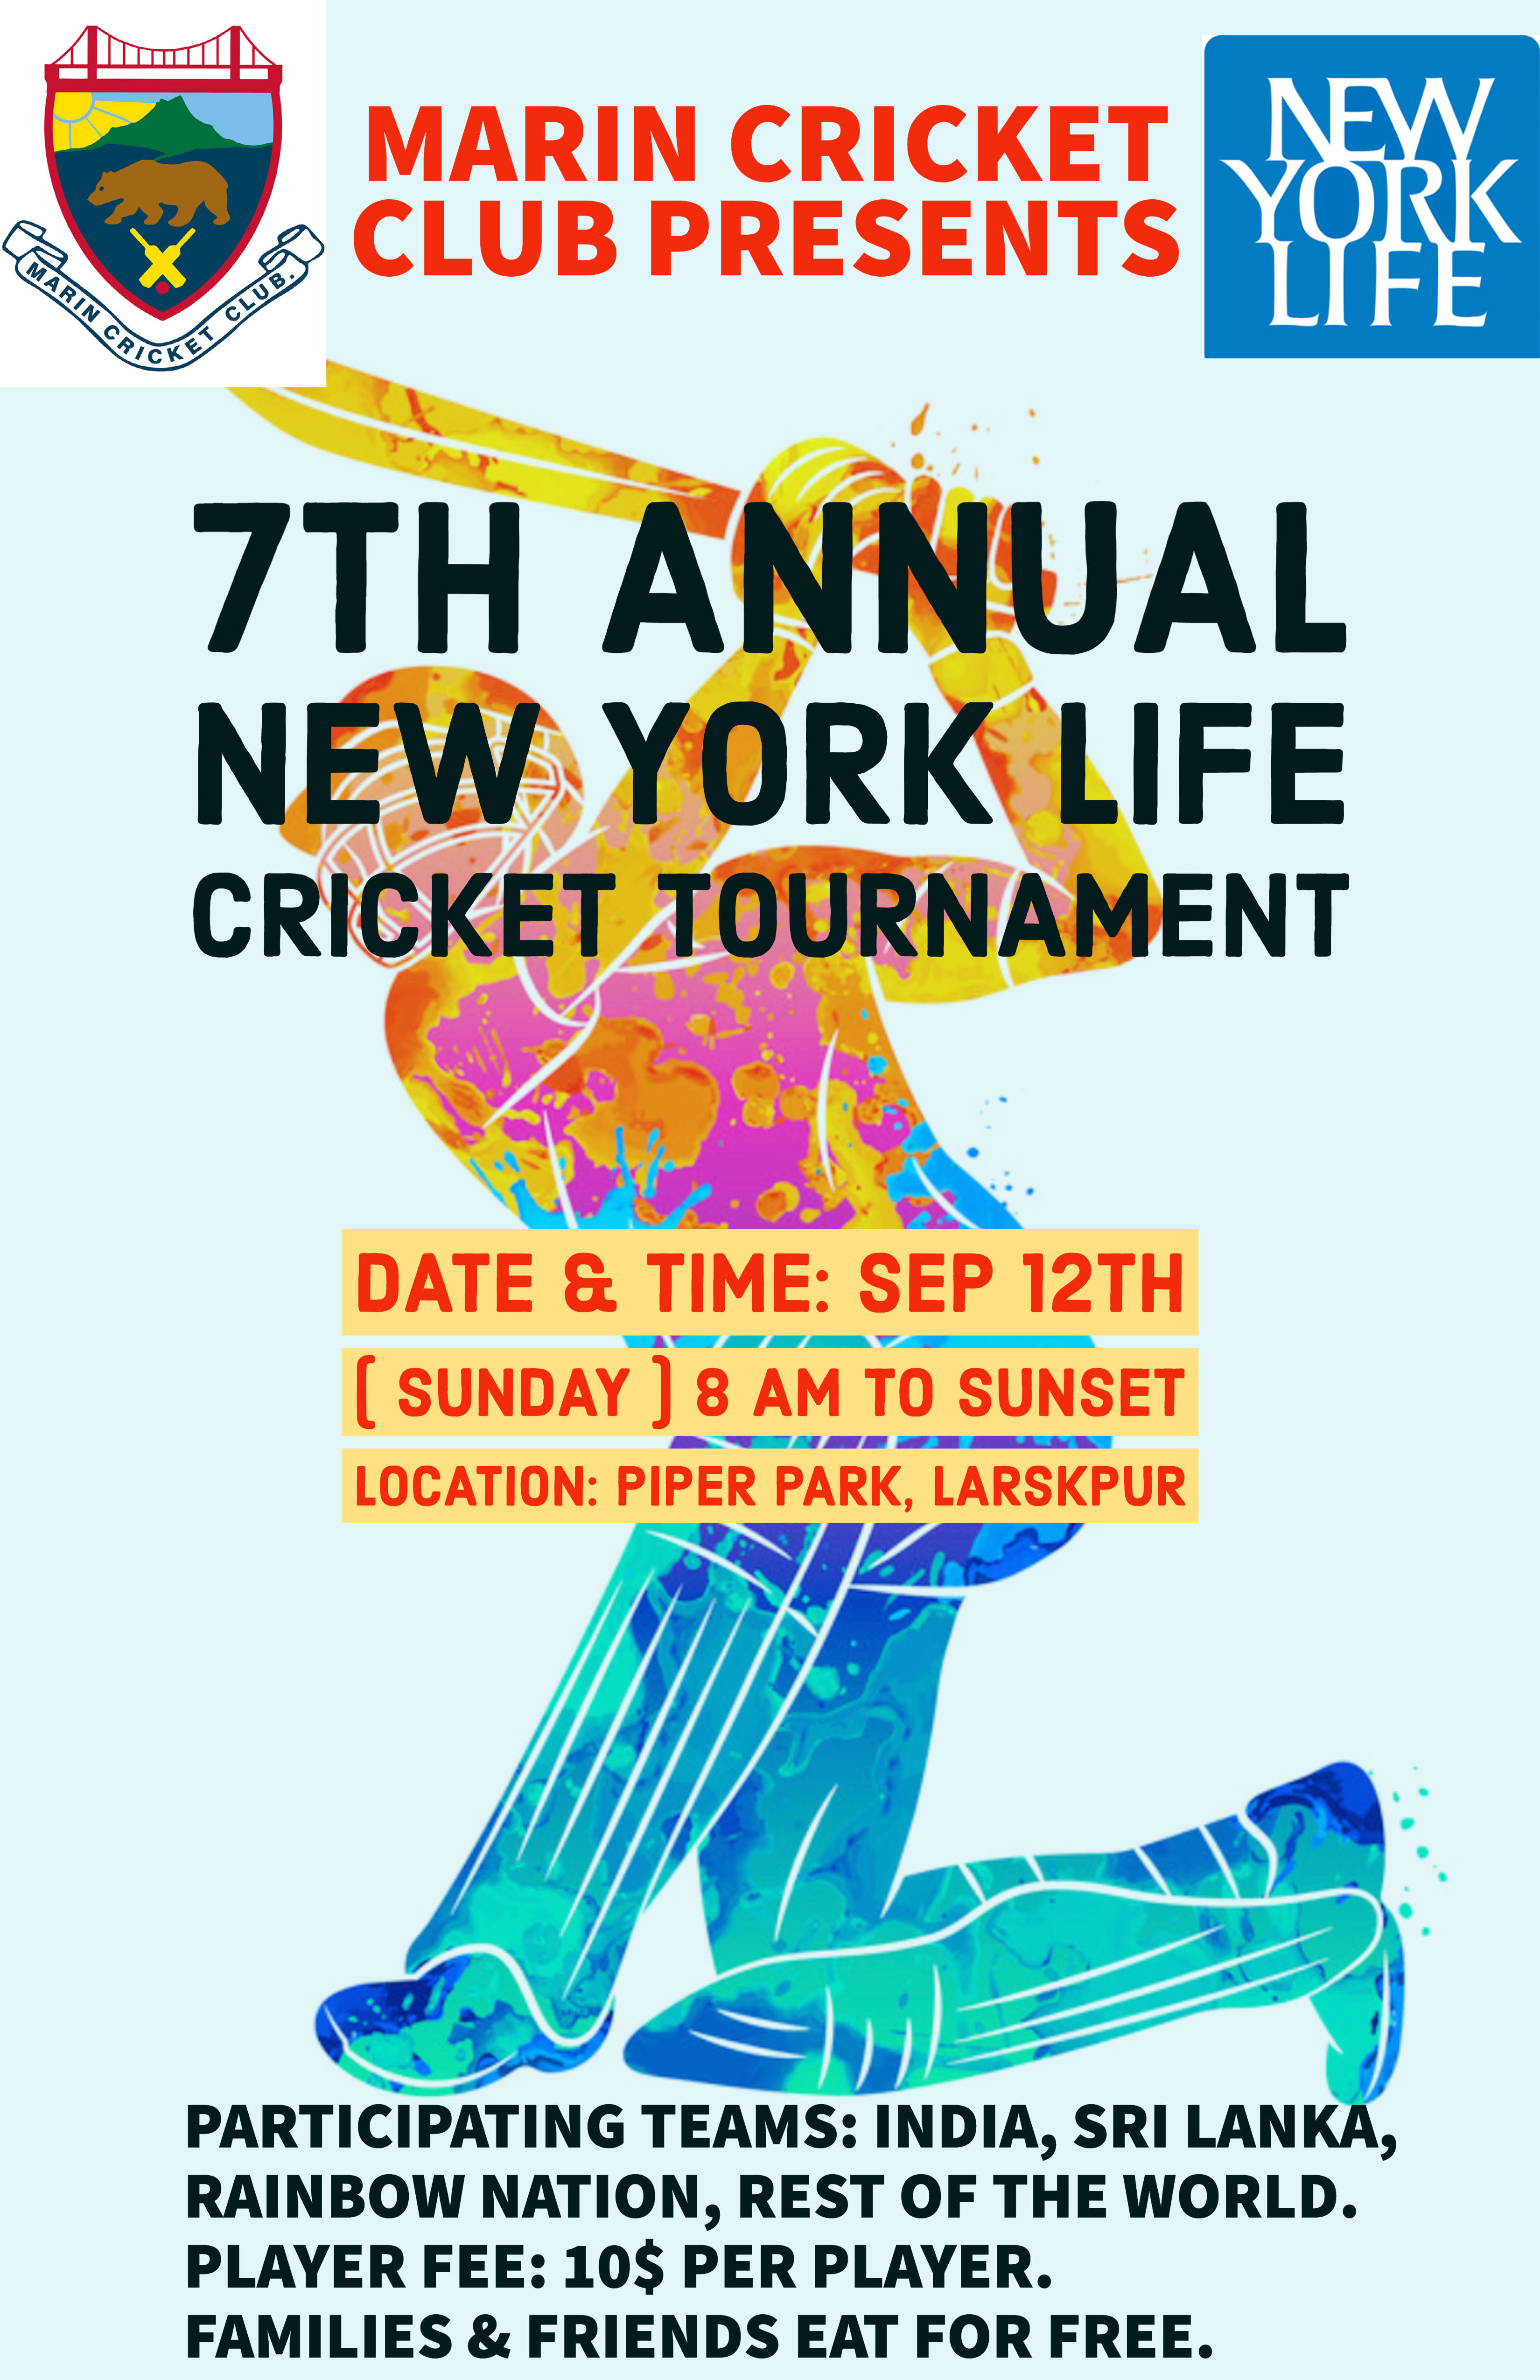 MARIN CRICKET CLUB.
MARIN CRICKET
CLUB PRESENTS
NEW
YORK
LIFE
7TH ANNUAL
NEW YORK LIFE
CRICKET TOURNAMENT
DATE & TIME: SEP 12TH
( SUNDAY ) 8 AM TO SUNSET
LOCATION: PIPER PARK, LARSKPUR
PARTICIPATING TEAMS: INDIA, SRI LANKA,
RAINBOW NATION, REST OF THE WORLD.
PLAYER FEE: 10$ PER PLAYER.
FAMILIES & FRIENDS EAT FOR FREE.